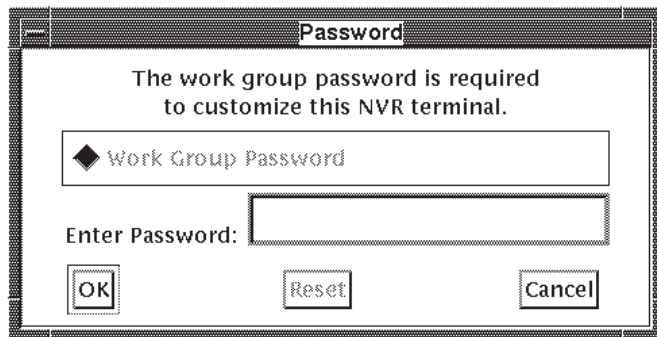 Password
The work group password is required
to customize this NVR terminal.
Work Group Password
Enter Password:
OK Reset Cancel